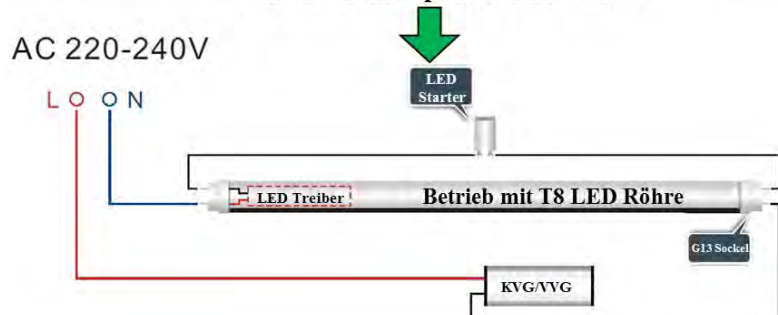 AC 220-240V
L N
LED
Starter
LED Treiber
Betrieb mit T8 LED Röhre
G13 Sockel
KVG/VVG